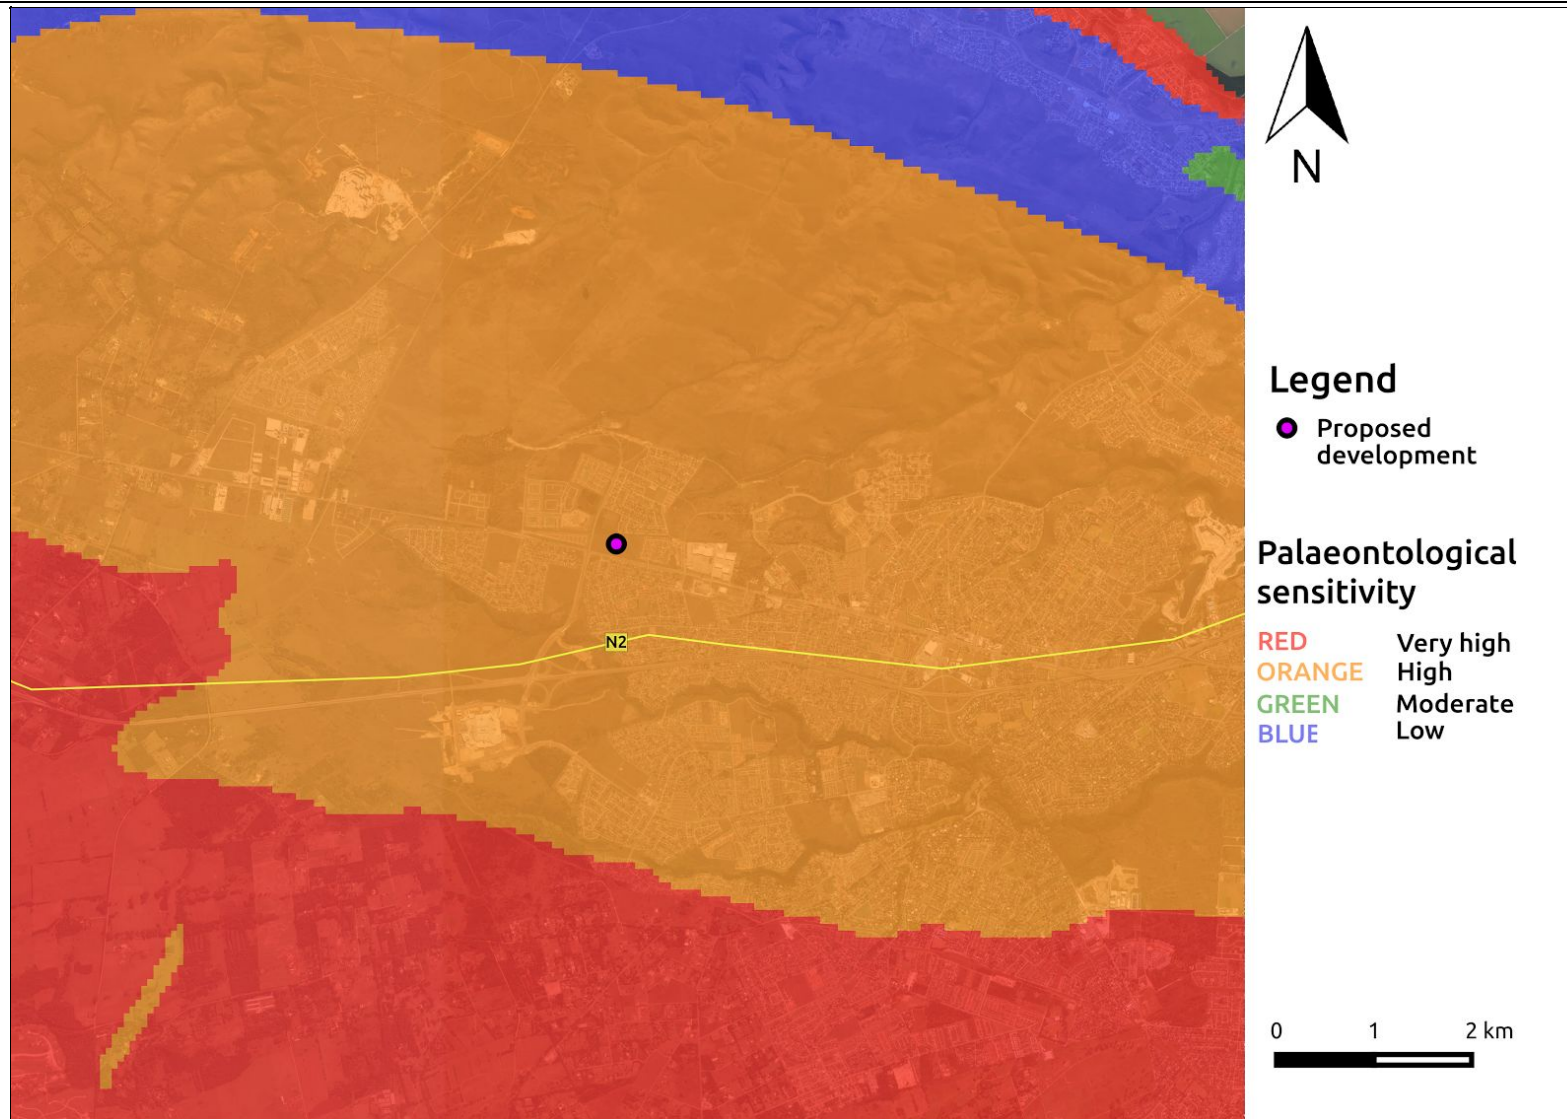 N
Legend
Proposed
development
Palaeontological
sensitivity
RED Very high
ORANGE High
GREEN Moderate
BLUE Low
N2
0 1 2 km